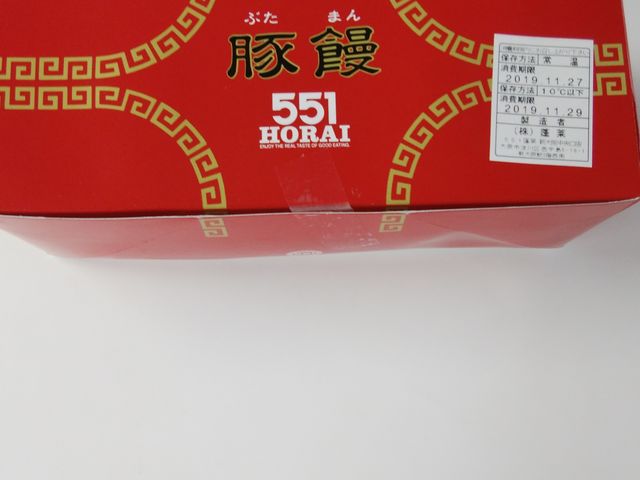 ぶた まん
豚饅
551
HORAI
ENJOY THE REAL TASTE OF GOOD EATING.
保存方法 常 温
消費期限
2019 11.27
保存方法 10℃以下
消費期限
2019 11.29
製 造 者
(株) 蓬 莱